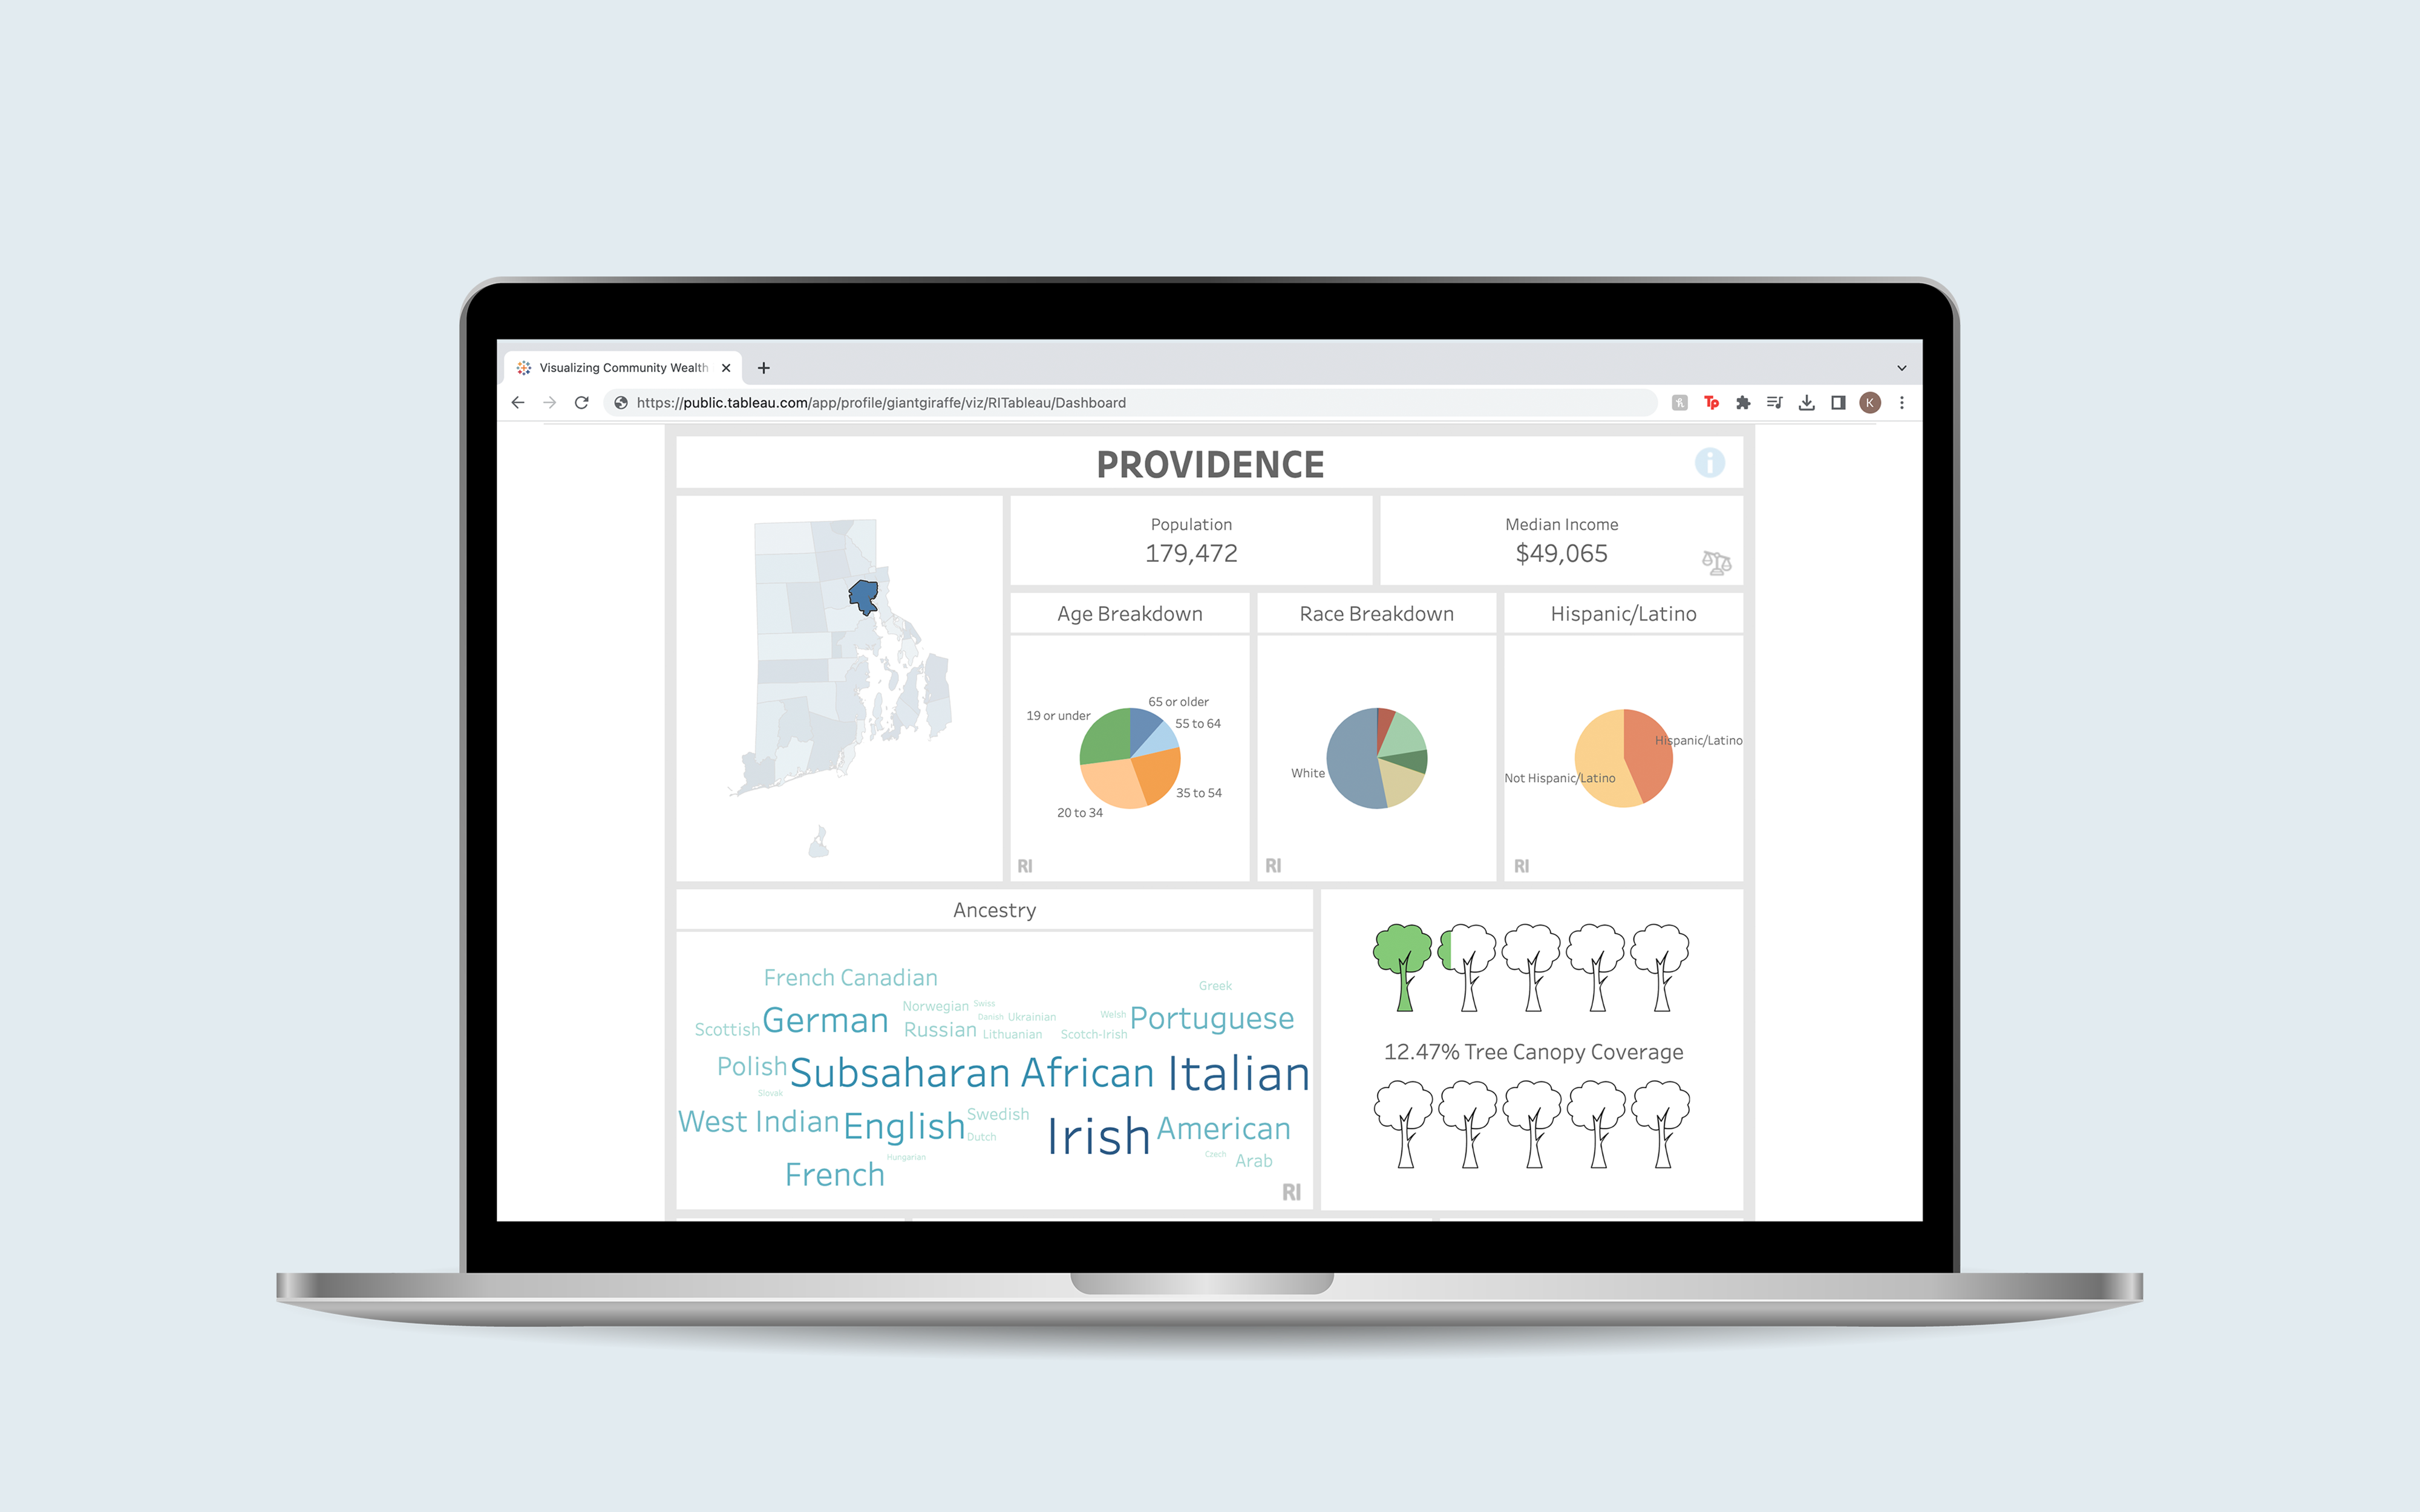 Visualizing Community Wealth
https://public.tableau.com/app/profile/giantgiraffe/viz/RITableau/Dashboard
Tp
K
PROVIDENCE
i
Population
179,472
Median Income
$49,065
Age Breakdown
65 or older
19 or under
55 to 64
35 to 54
20 to 34
RI
Race Breakdown
White
RI
Hispanic/Latino
Hispanic/Latino
Not Hispanic/Latino
RI
Ancestry
French Canadian
Greek
Norwegian Swiss
Scottish German Danish Ukrainian Welsh Portuguese
Russian Lithuanian Scotch-Irish
Polish Subsaharan African Italian
Slovak
West Indian English Swedish Irish American
Dutch
Hungarian Czech Arab
French
RI
12.47% Tree Canopy Coverage